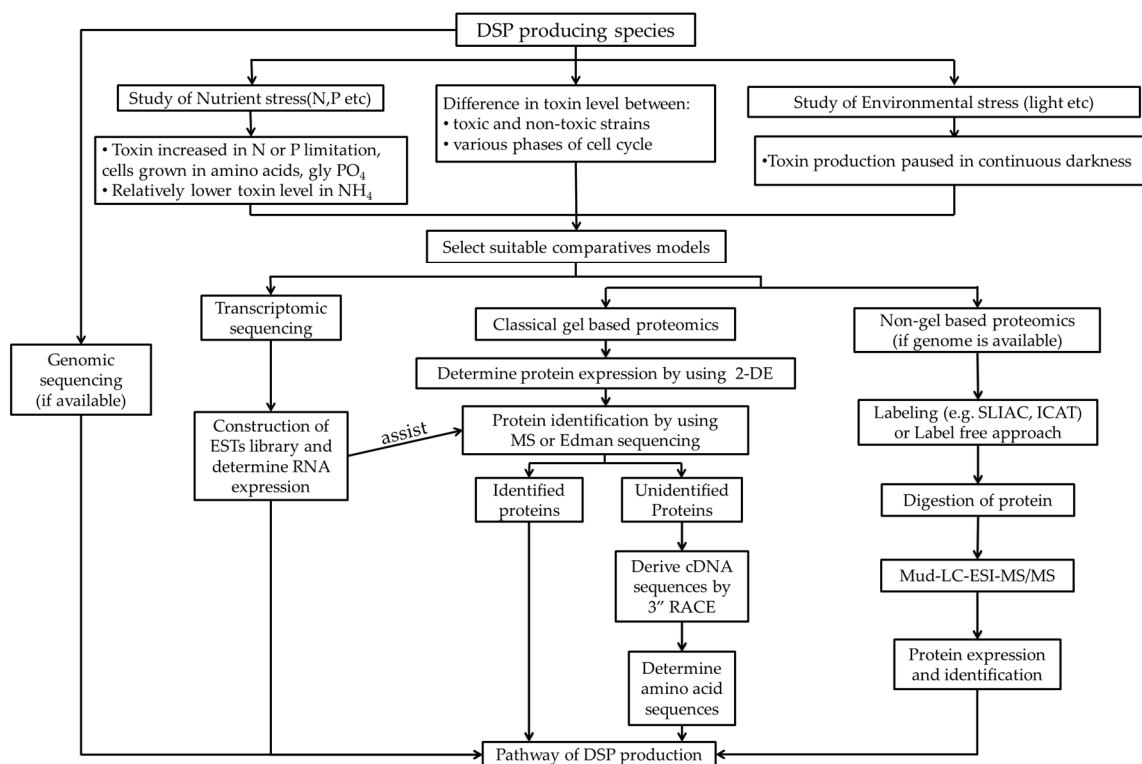 DSP producing species
Study of Nutrient stress(N,P etc)
Difference in toxin level between:
• toxic and non-toxic strains
• various phases of cell cycle
Study of Environmental stress (light etc)
• Toxin increased in N or P limitation,
cells grown in amino acids, gly PO₄
• Relatively lower toxin level in NH₄
•Toxin production paused in continuous darkness
Select suitable comparatives models
Transcriptomic
sequencing
Classical gel based proteomics
Non-gel based proteomics
(if genome is available)
Genomic
sequencing
(if available)
Determine protein expression by using 2-DE
Construction of
ESTs library and
determine RNA
expression
assist
Protein identification by using
MS or Edman sequencing
Labeling (e.g. SLIAC, ICAT)
or Label free approach
Identified
proteins
Unidentified
Proteins
Digestion of protein
Derive cDNA
sequences by
3″ RACE
Mud-LC-ESI-MS/MS
Determine
amino acid
sequences
Protein expression
and identification
Pathway of DSP production